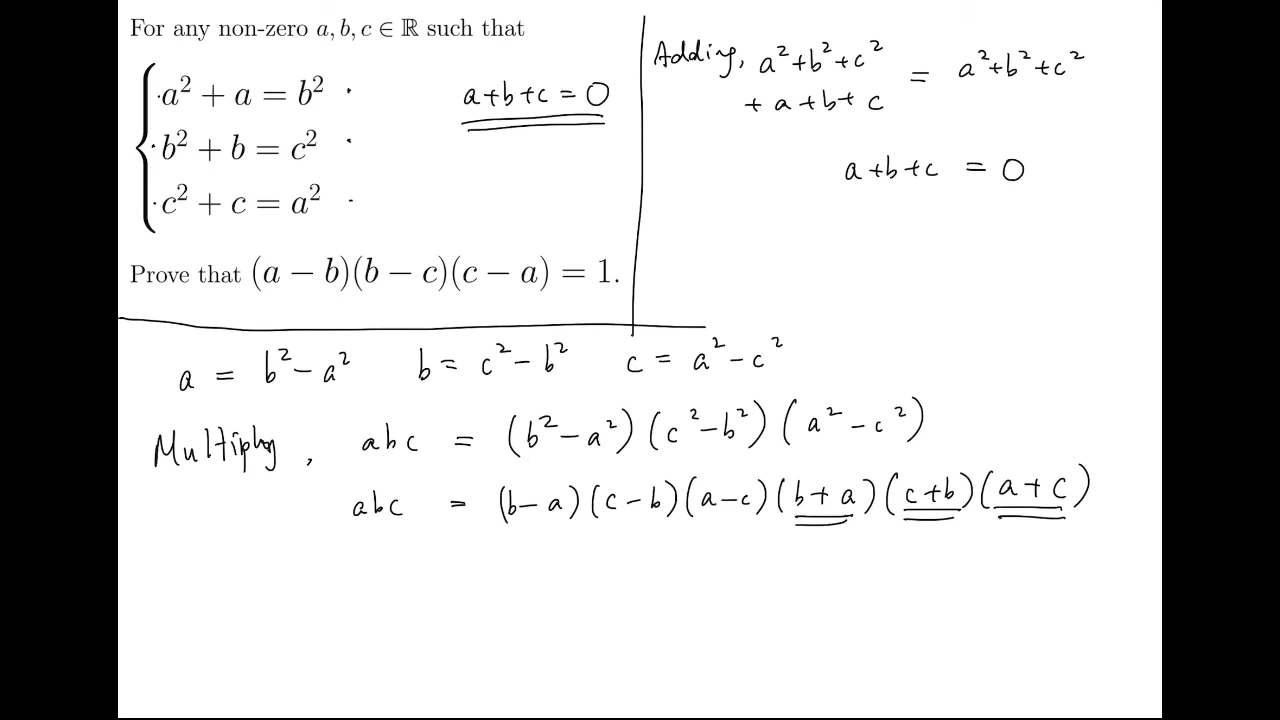 For any non-zero a, b, c ∈ ℝ such that
a² + a = b²
b² + b = c²
c² + c = a²
a+b+c = 0
Prove that (a − b)(b − c)(c − a) = 1.
Adding, a²+b²+c² = a²+b²+c²
+ a+b+c
a+b+c = 0
a = b²−a² b = c²−b² c = a²−c²
Multiply, abc = (b²−a²)(c²−b²)(a²−c²)
abc = (b−a)(c−b)(a−c)(b+a)(c+b)(a+c)